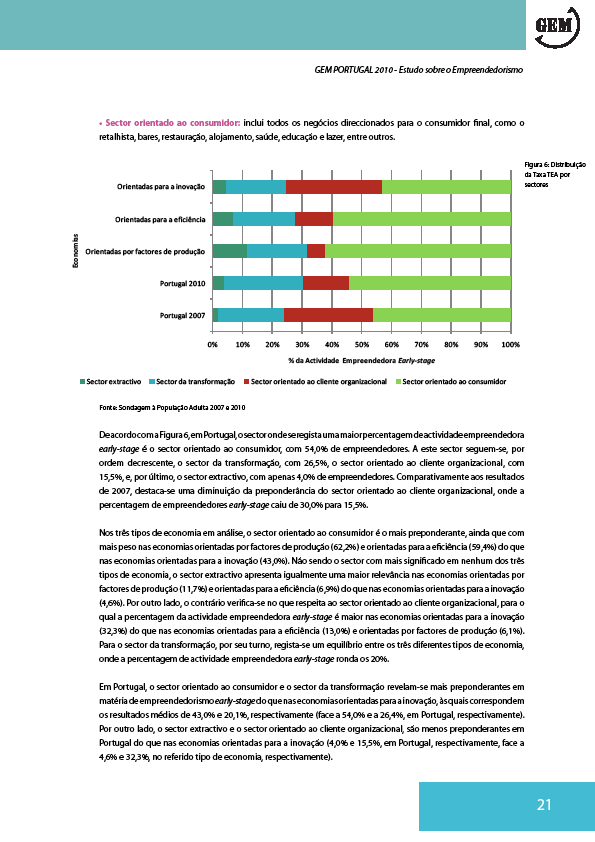 GEM
GEM PORTUGAL 2010 - Estudo sobre o Empreendedorismo
• Sector orientado ao consumidor: inclui todos os negócios direccionados para o consumidor final, como o
retalhista, bares, restauração, alojamento, saúde, educação e lazer, entre outros.
Figura 6: Distribuição
da Taxa TEA por
sectores
Economias
Orientadas para a inovação
Orientadas para a eficiência
Orientadas por factores de produção
Portugal 2010
Portugal 2007
0% 10% 20% 30% 40% 50% 60% 70% 80% 90% 100%
% da Actividade Empreendedora Early-stage
Sector extractivo Sector da transformação Sector orientado ao cliente organizacional Sector orientado ao consumidor
Fonte: Sondagem à População Adulta 2007 e 2010
De acordo com a Figura 6, em Portugal, o sector onde se regista uma maior percentagem de actividade empreendedora
early-stage é o sector orientado ao consumidor, com 54,0% de empreendedores. A este sector seguem-se, por
ordem decrescente, o sector da transformação, com 26,5%, o sector orientado ao cliente organizacional, com
15,5%, e, por último, o sector extractivo, com apenas 4,0% de empreendedores. Comparativamente aos resultados
de 2007, destaca-se uma diminuição da preponderância do sector orientado ao cliente organizacional, onde a
percentagem de empreendedores early-stage caiu de 30,0% para 15,5%.
Nos três tipos de economia em análise, o sector orientado ao consumidor é o mais preponderante, ainda que com
mais peso nas economias orientadas por factores de produção (62,2%) e orientadas para a eficiência (59,4%) do que
nas economias orientadas para a inovação (43,0%). Não sendo o sector com mais significado em nenhum dos três
tipos de economia, o sector extractivo apresenta igualmente uma maior relevância nas economias orientadas por
factores de produção (11,7%) e orientadas para a eficiência (6,9%) do que nas economias orientadas para a inovação
(4,6%). Por outro lado, o contrário verifica-se no que respeita ao sector orientado ao cliente organizacional, para o
qual a percentagem da actividade empreendedora early-stage é maior nas economias orientadas para a inovação
(32,3%) do que nas economias orientadas para a eficiência (13,0%) e orientadas por factores de produção (6,1%).
Para o sector da transformação, por seu turno, regista-se um equilíbrio entre os três diferentes tipos de economia,
onde a percentagem de actividade empreendedora early-stage ronda os 20%.
Em Portugal, o sector orientado ao consumidor e o sector da transformação revelam-se mais preponderantes em
matéria de empreendedorismo early-stage do que nas economias orientadas para a inovação, às quais correspondem
os resultados médios de 43,0% e 20,1%, respectivamente (face a 54,0% e a 26,4%, em Portugal, respectivamente).
Por outro lado, o sector extractivo e o sector orientado ao cliente organizacional, são menos preponderantes em
Portugal do que nas economias orientadas para a inovação (4,0% e 15,5%, em Portugal, respectivamente, face a
4,6% e 32,3%, no referido tipo de economia, respectivamente).
21